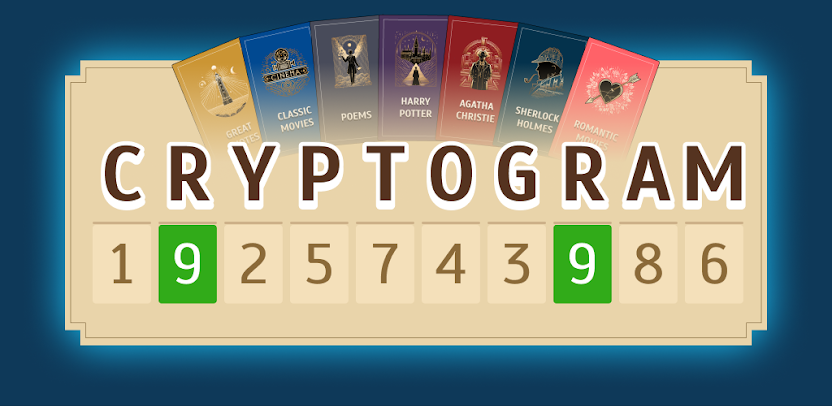 GREAT
CINEMA
CLASSIC
MOVIES
POEMS
HARRY
POTTER
AGATHA
CHRISTIE
SHERLOCK
HOLMES
ROMANTIC
MOVIES
CRYPTOGRAM
1 9 2 5 7 4 3 9 8 6